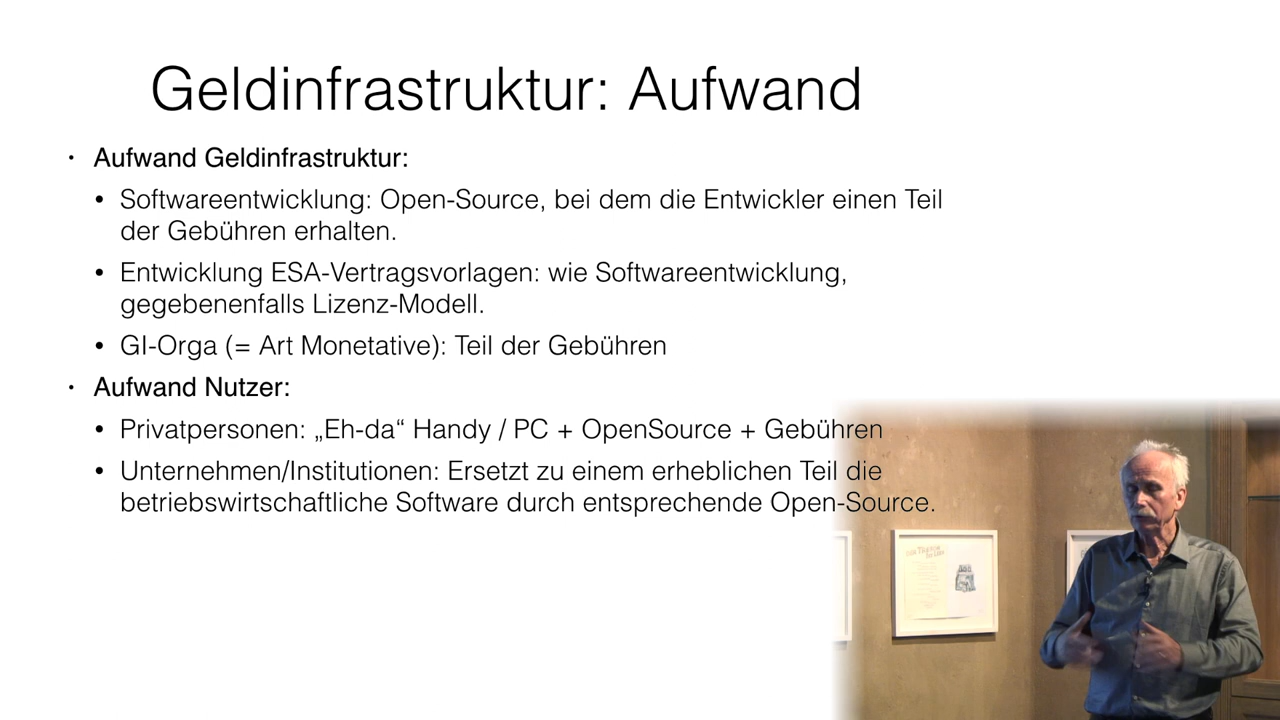 Geldinfrastruktur: Aufwand
• Aufwand Geldinfrastruktur:
• Softwareentwicklung: Open-Source, bei dem die Entwickler einen Teil
der Gebühren erhalten.
• Entwicklung ESA-Vertragsvorlagen: wie Softwareentwicklung,
gegebenenfalls Lizenz-Modell.
• GI-Orga (= Art Monetative): Teil der Gebühren
• Aufwand Nutzer:
• Privatpersonen: „Eh-da“ Handy / PC + OpenSource + Gebühren
• Unternehmen/Institutionen: Ersetzt zu einem erheblichen Teil die
betriebswirtschaftliche Software durch entsprechende Open-Source.